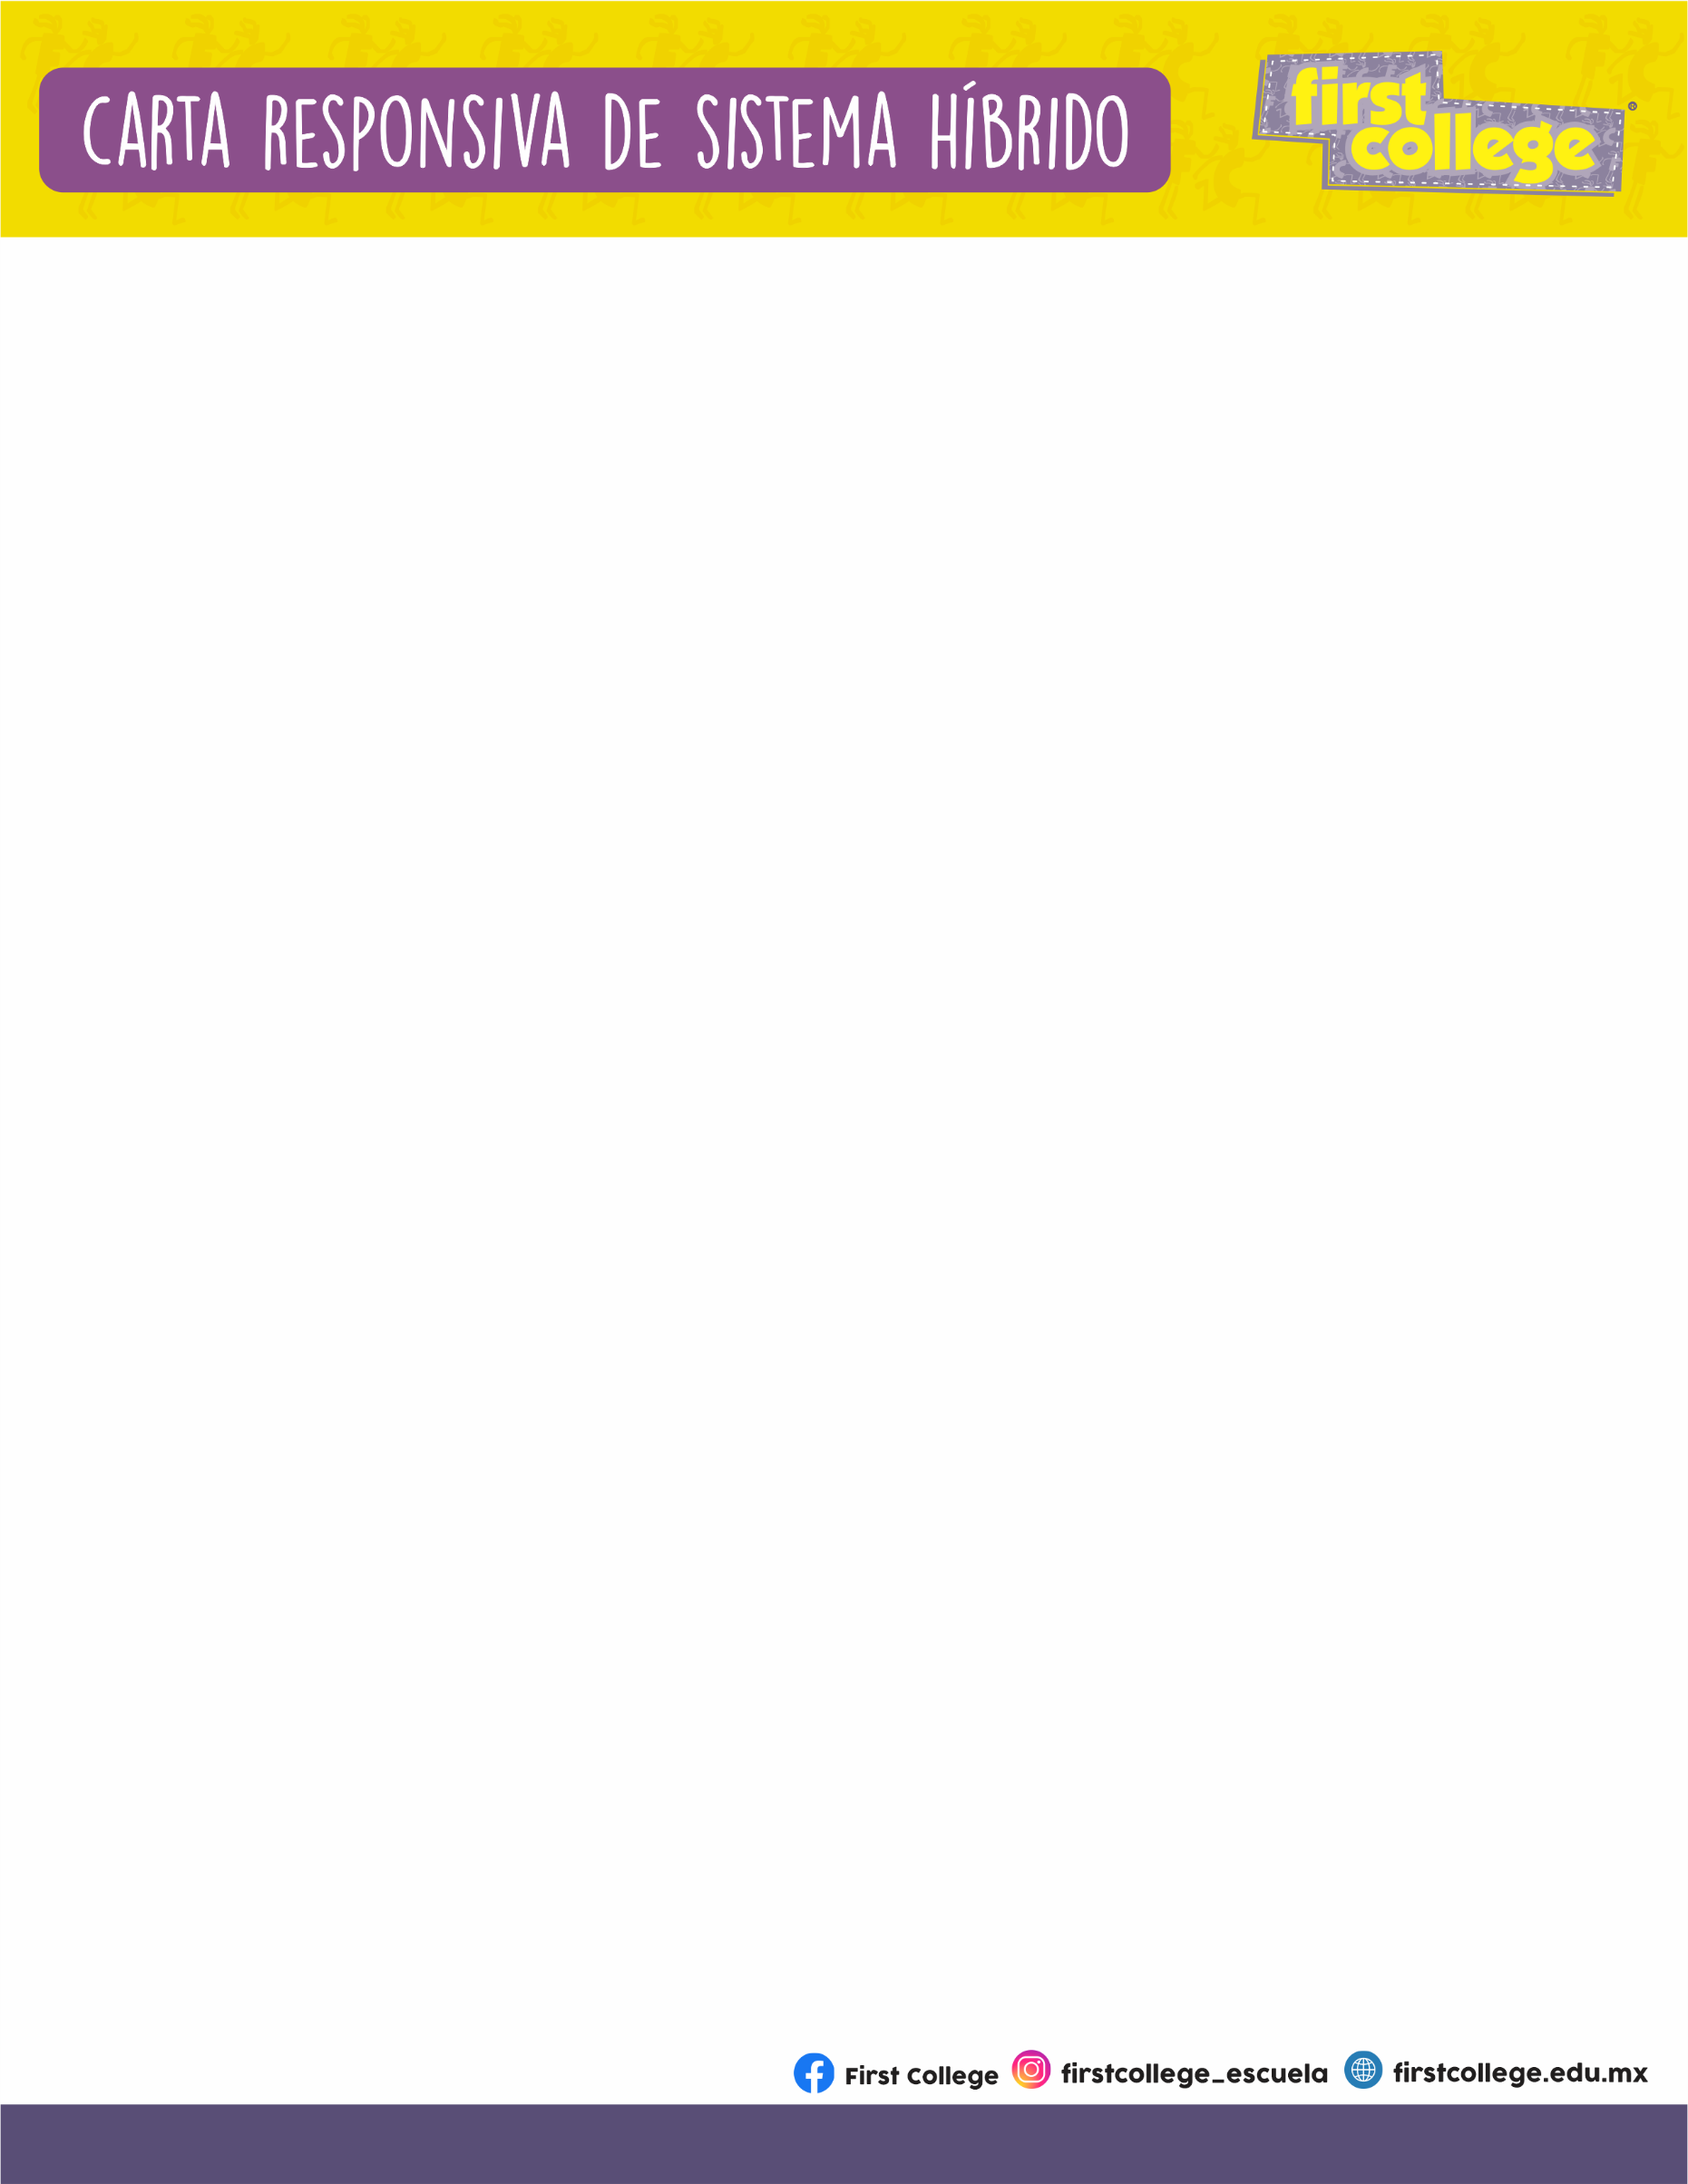 CARTA RESPONSIVA DE SISTEMA HÍBRIDO
first
college®
First College firstcollege_escuela firstcollege.edu.mx